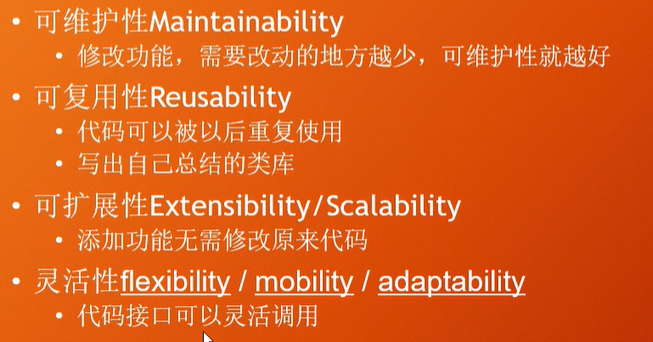 • 可维护性Maintainability
• 修改功能，需要改动的地方越少，可维护性就越好
• 可复用性Reusability
• 代码可以被以后重复使用
• 写出自己总结的类库
• 可扩展性Extensibility/Scalability
• 添加功能无需修改原来代码
• 灵活性flexibility / mobility / adaptability
• 代码接口可以灵活调用